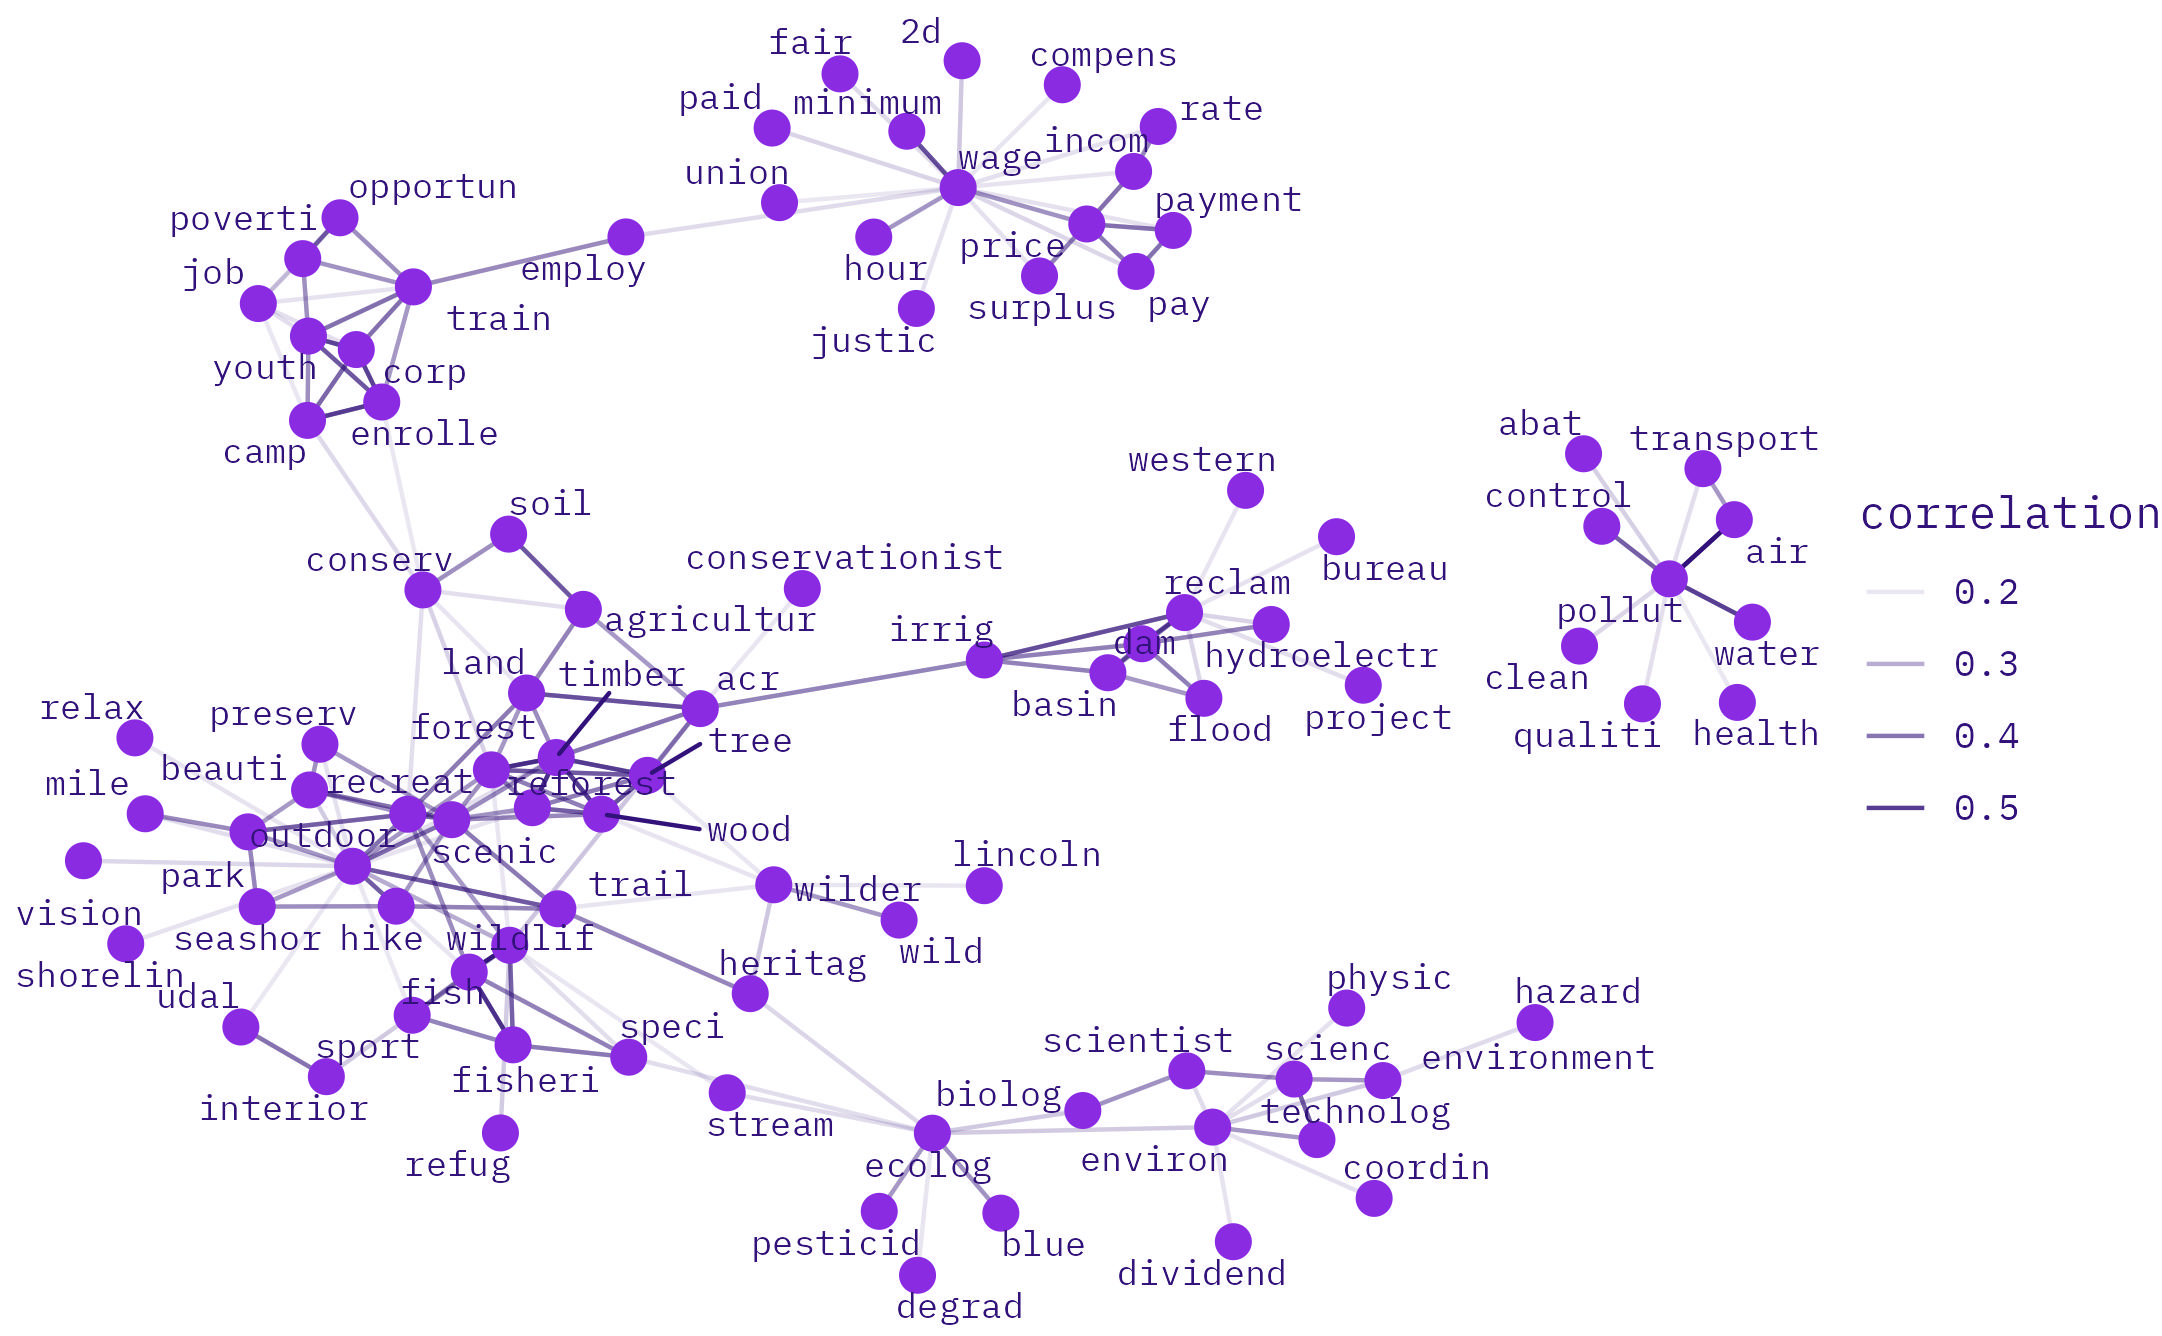 2d
fair
compens
paid
minimum
rate
incom
wage
union
opportun
payment
poverti
price
job
employ
hour
surplus
pay
train
justic
youth
corp
abat
enrolle
transport
camp
western
control
soil
correlation
conserv
conservationist
air
bureau
reclam
0.2
pollut
agricultur
irrig
dam
hydroelectr
water
land
0.3
timber
acr
clean
relax
basin
preserv
project
forest
flood
qualiti
health
0.4
tree
beauti
mile
recreat
reforest
0.5
wood
outdoor
scenic
lincoln
park
trail
wilder
vision
seashor
hike
wildlif
wild
heritag
shorelin
physic
udal
fish
hazard
speci
scientist
sport
scienc
environment
fisheri
biolog
interior
technolog
stream
refug
ecolog
environ
coordin
pesticid
blue
dividend
degrad